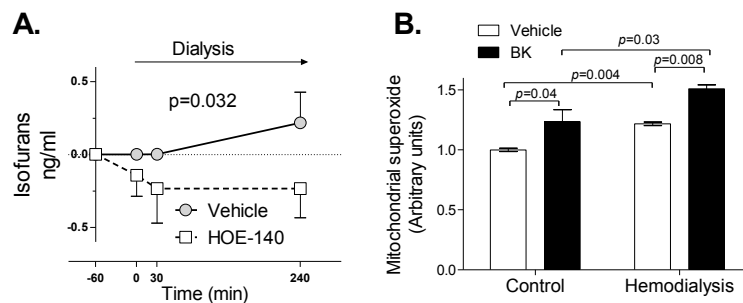 A.
Dialysis
p=0.032
0.5
0.0
-0.5
Isofurans
ng/ml
Vehicle
HOE-140
-60
0
30
240
Time (min)
B.
Vehicle
BK
p=0.03
p=0.004
p=0.008
p=0.04
1.5
1.0
0.5
0.0
Mitochondrial superoxide
(Arbitrary units)
Control
Hemodialysis